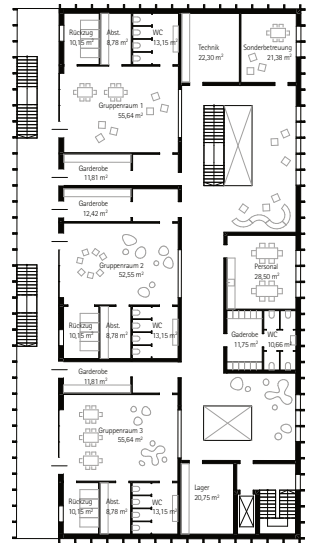 Rückzug
10,15 m²
Abst.
8,78 m²
WC
13,15 m²
Technik
22,30 m²
Sonderbetreuung
21,38 m²
Gruppenraum 1
55,64 m²
Garderobe
11,81 m²
Garderobe
12,42 m²
Gruppenraum 2
52,55 m²
Personal
28,50 m²
Rückzug
10,15 m²
Abst.
8,78 m²
WC
13,15 m²
Gaderobe
11,75 m²
WC
10,66 m²
Garderobe
11,81 m²
Gruppenraum 3
55,64 m²
Rückzug
10,15 m²
Abst.
8,78 m²
WC
13,15 m²
Lager
20,75 m²